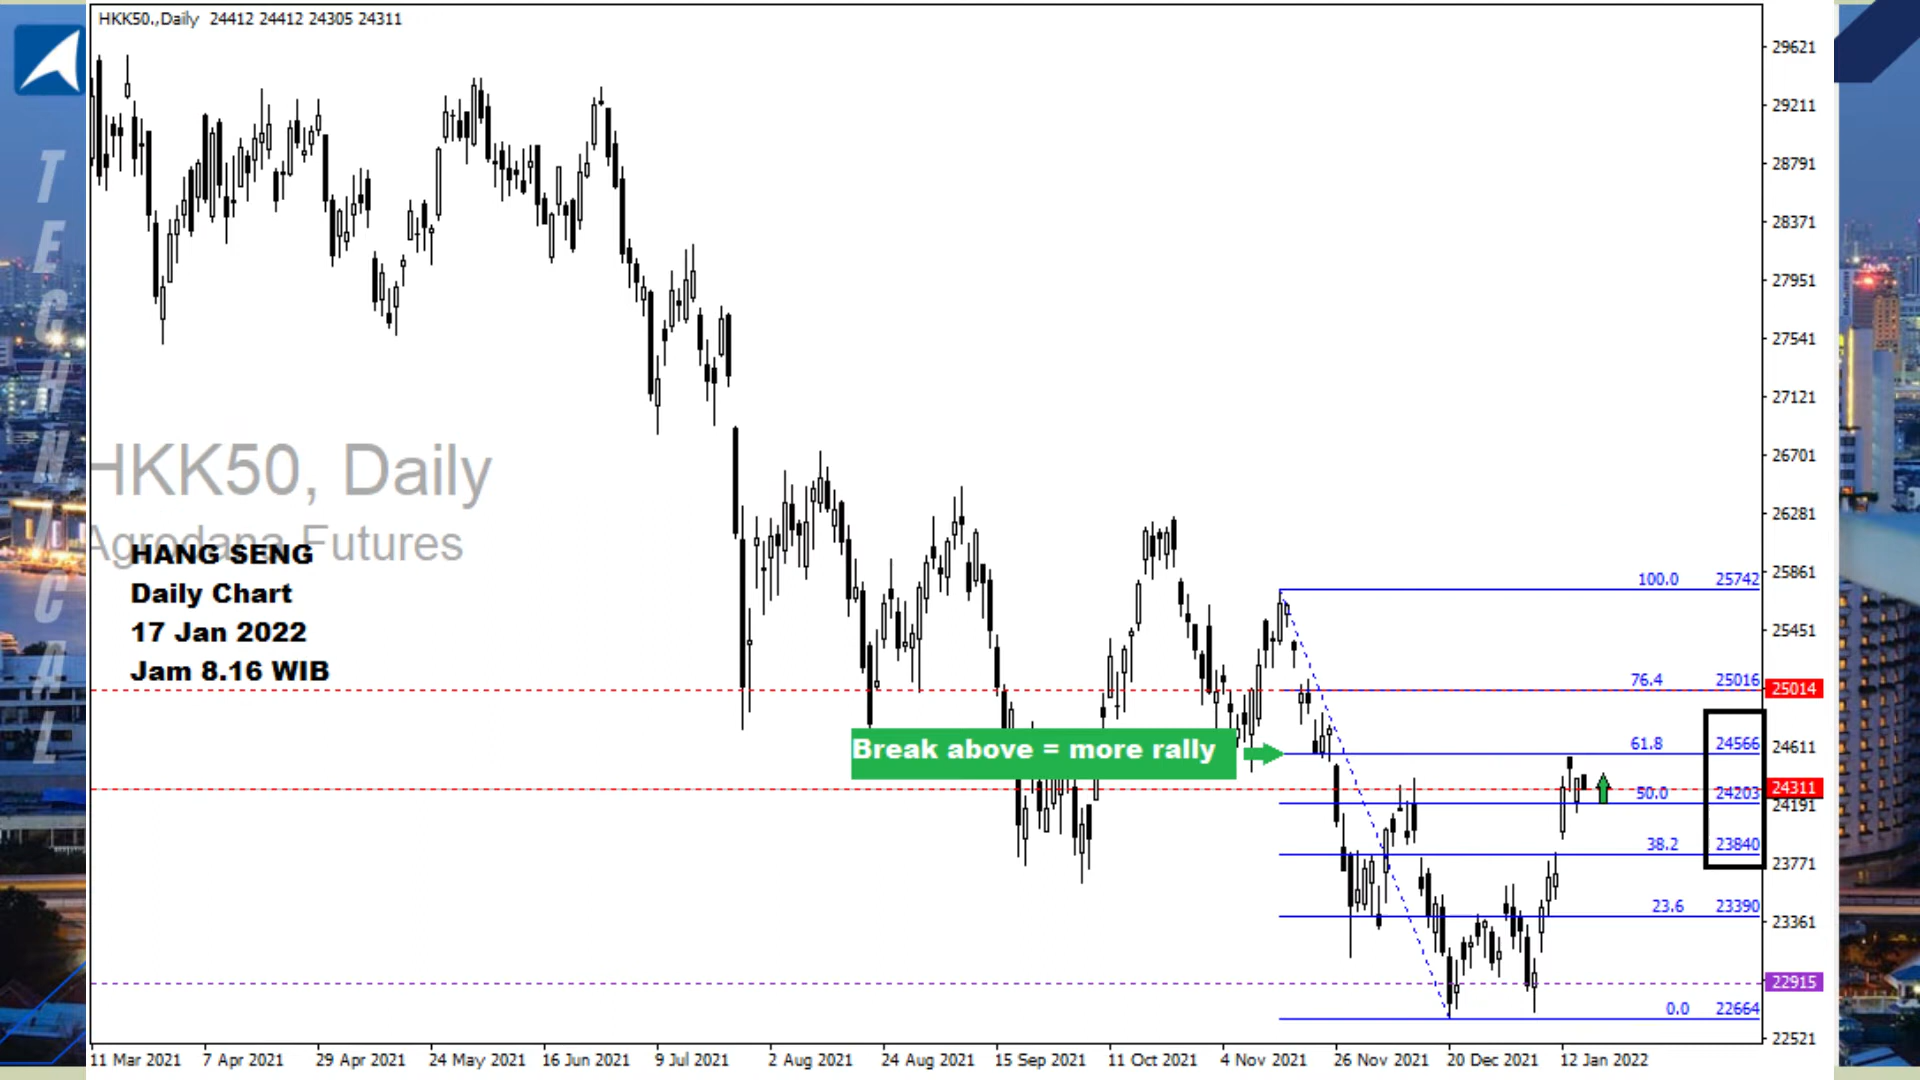 HKK50.,Daily  24412 24412 24305 24311
TECHNICAL
HKK50, Daily
Agrodana Futures
HANG SENG
Daily Chart
17 Jan 2022
Jam 8.16 WIB
Break above = more rally
100.0 25742
76.4 25016
61.8 24566
50.0 24203
38.2 23840
23.6 23390
0.0 22664
29621
29211
28791
28371
27951
27541
27121
26701
26281
25861
25451
25014
24611
24311
24191
23771
23361
22915
22521
11 Mar 2021 7 Apr 2021 29 Apr 2021 24 May 2021 16 Jun 2021 9 Jul 2021 2 Aug 2021 24 Aug 2021 15 Sep 2021 11 Oct 2021 4 Nov 2021 26 Nov 2021 20 Dec 2021 12 Jan 2022